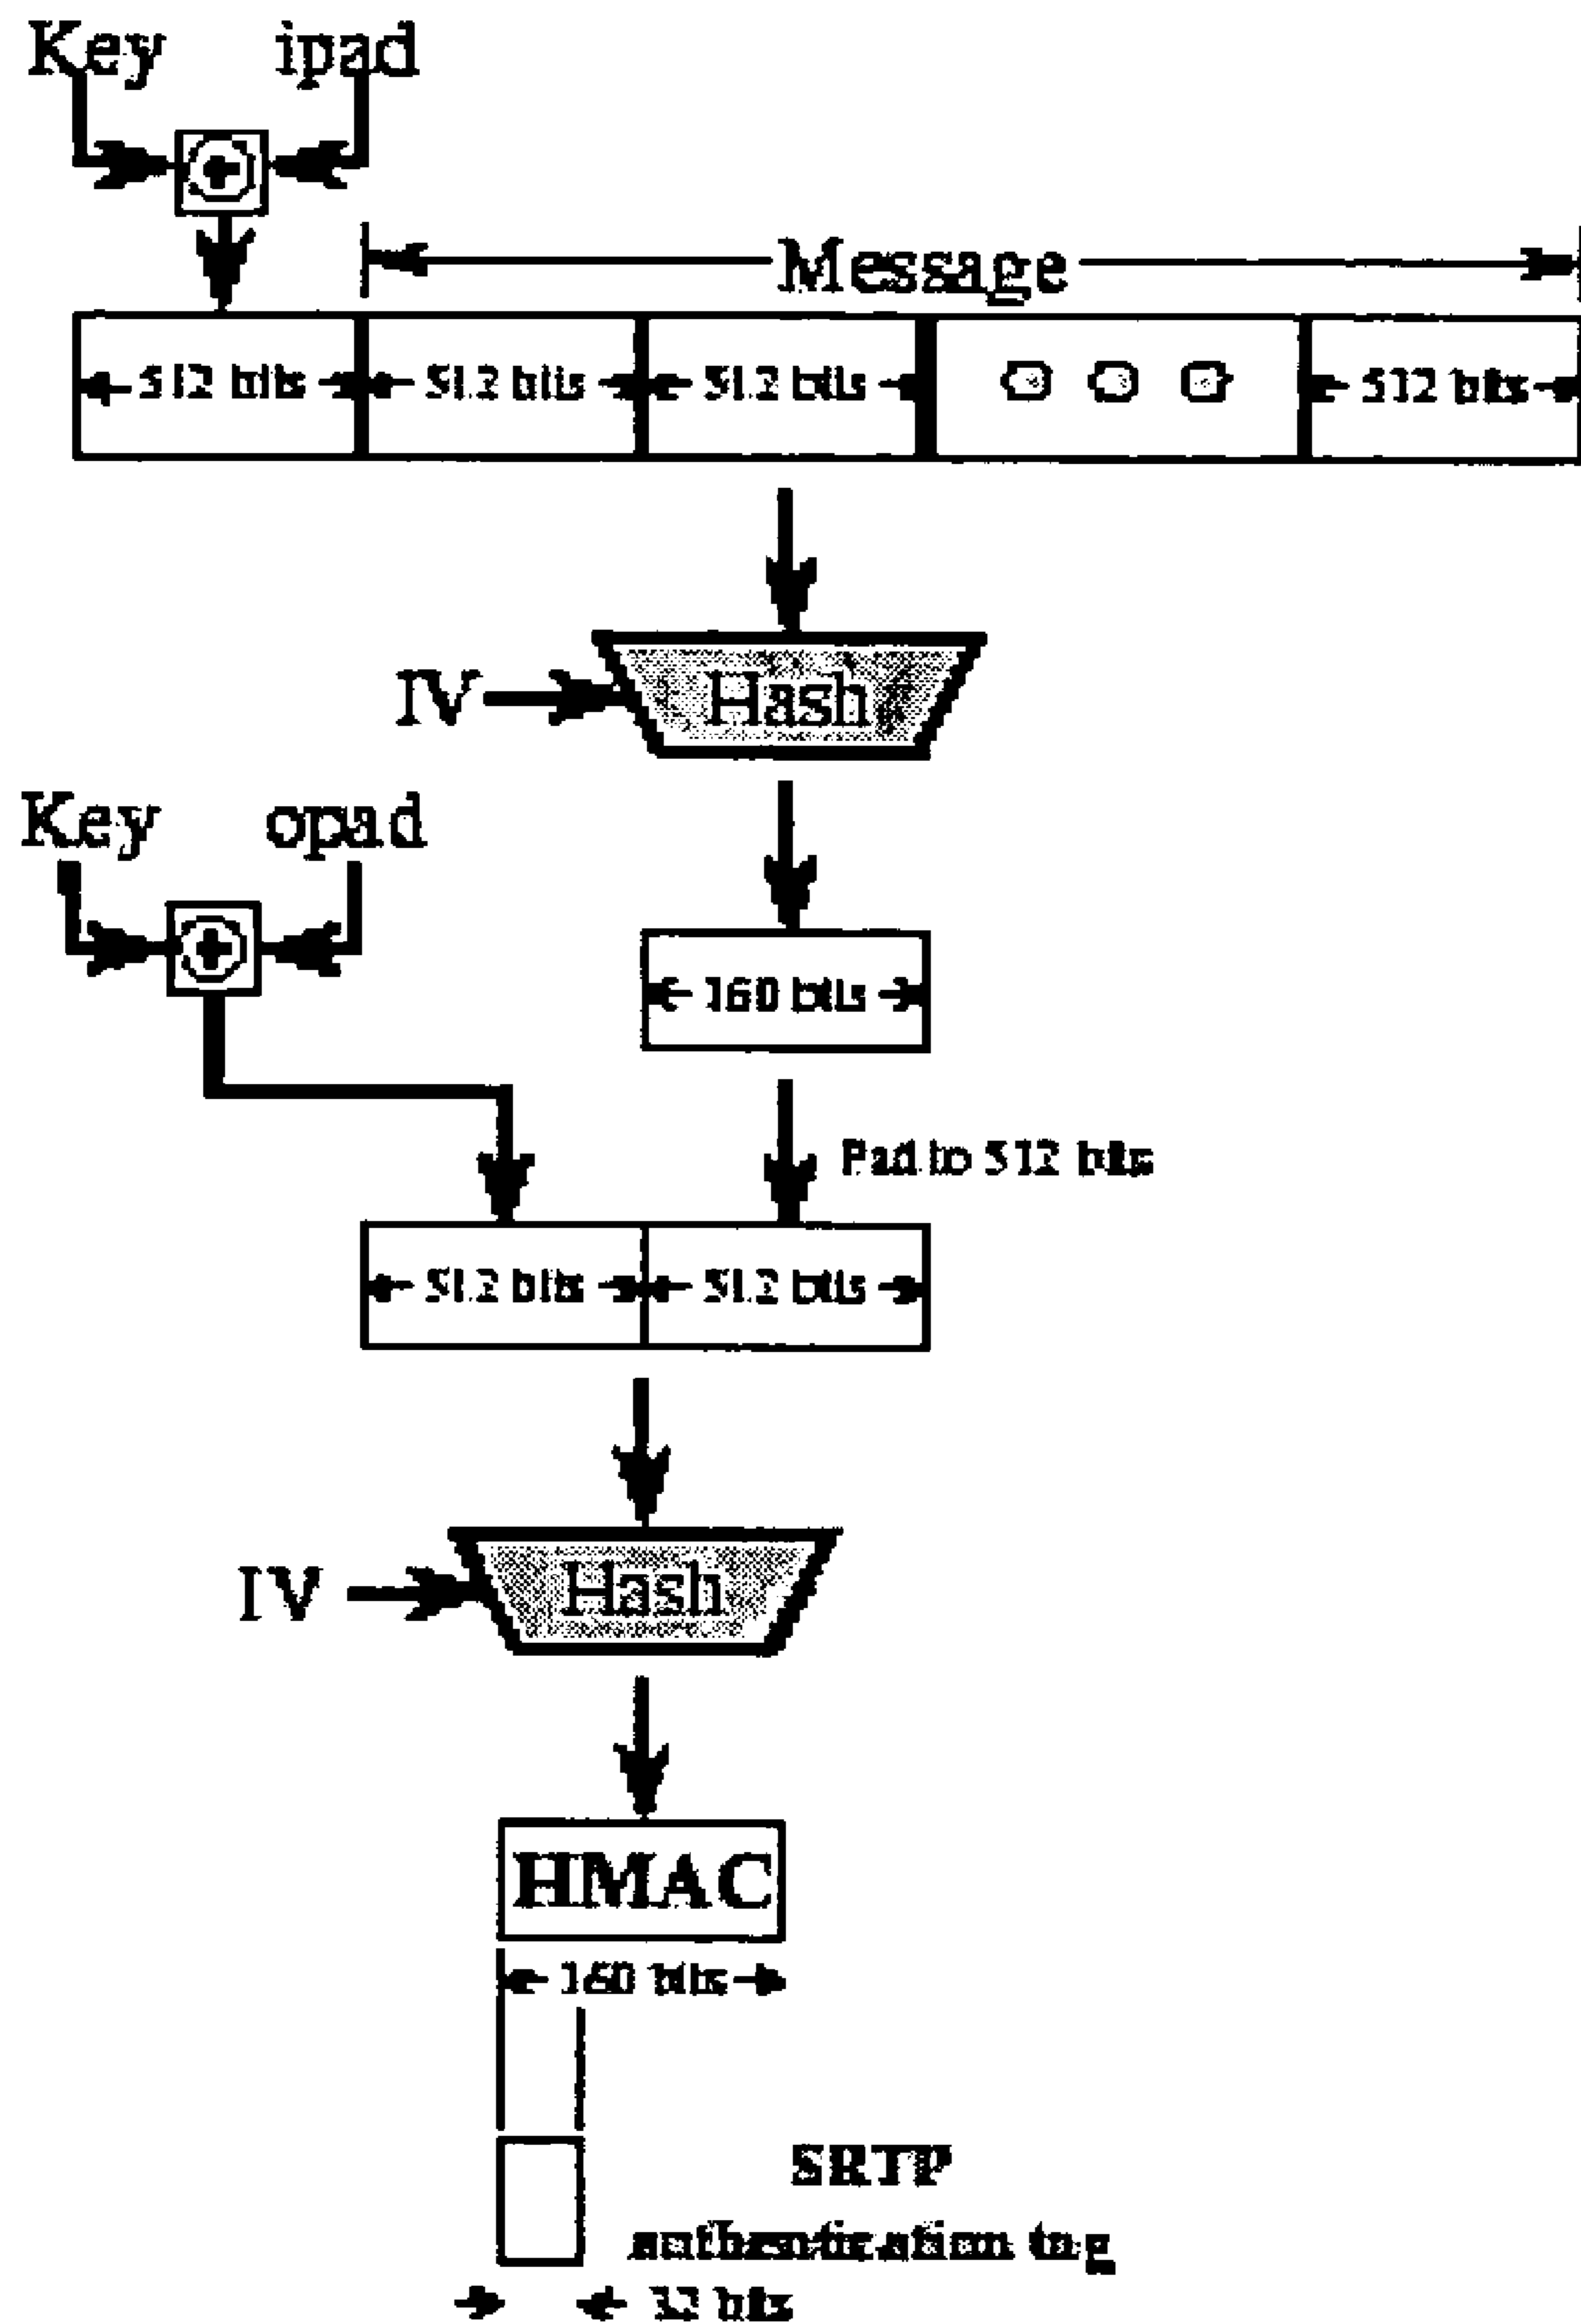 Key ipad
Message
512 bits 512 bits 512 bits 512 bits
IV Hash
Key opad
160 bits
Pad to 512 bits
512 bits 512 bits
IV Hash
HMAC
160 bits
SRTP
authentication tag
32 bits